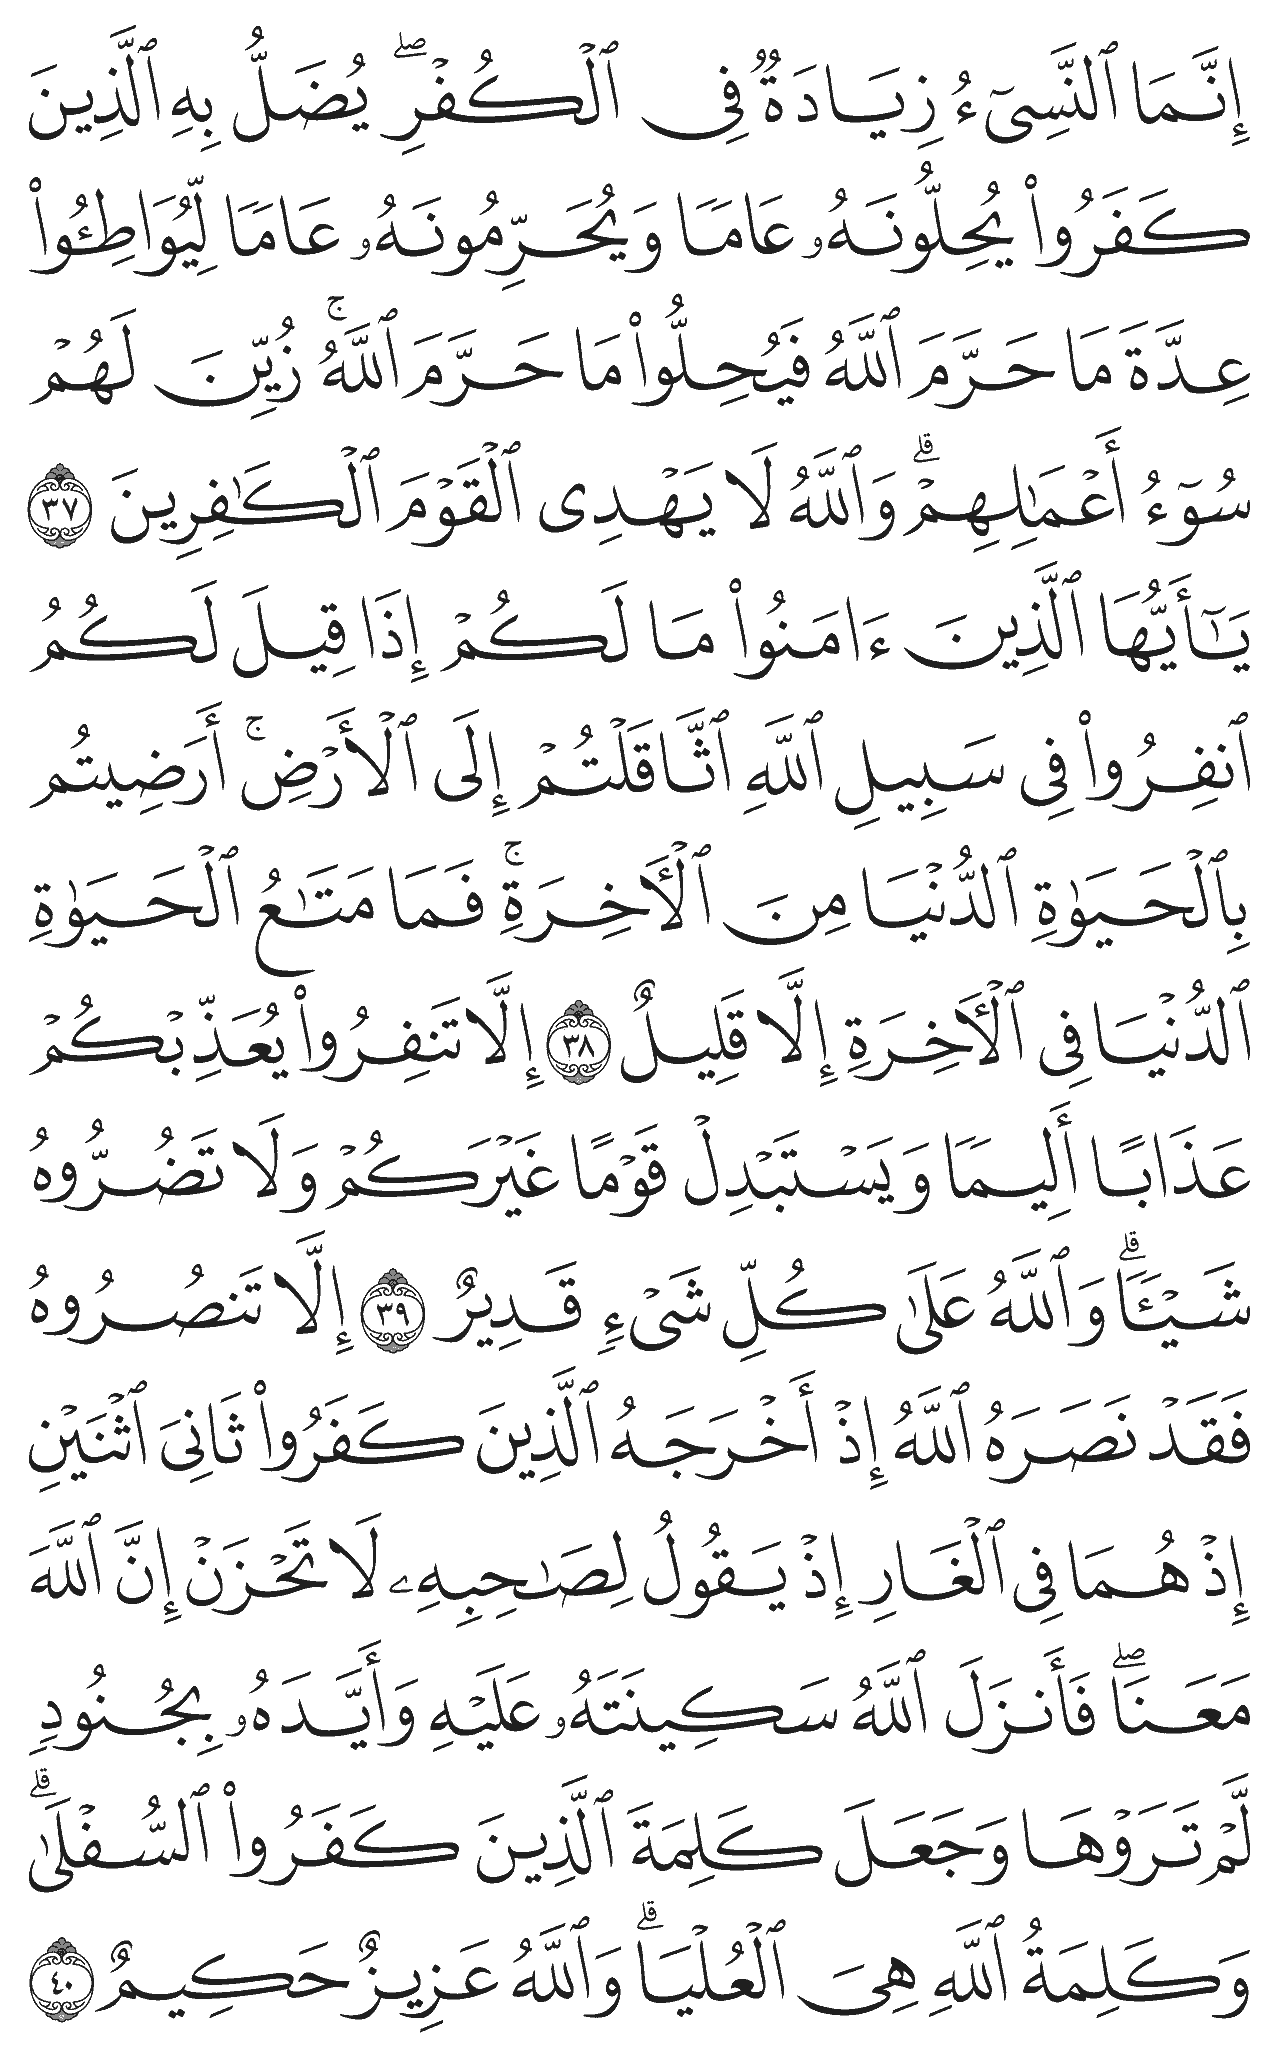 إِنَّمَا ٱلنَّسِىٓءُ زِيَادَةٌ فِى ٱلۡكُفۡرِۖ يُضَلُّ بِهِ ٱلَّذِينَ
كَفَرُواْ يُحِلُّونَهُۥ عَامًا وَيُحَرِّمُونَهُۥ عَامًا لِّيُوَاطِـُٔواْ
عِدَّةَ مَا حَرَّمَ ٱللَّهُ فَيُحِلُّواْ مَا حَرَّمَ ٱللَّهُۚ زُيِّنَ لَهُمۡ
سُوٓءُ أَعۡمَٰلِهِمۡۗ وَٱللَّهُ لَا يَهۡدِى ٱلۡقَوۡمَ ٱلۡكَٰفِرِينَ ٣٧
يَٰٓأَيُّهَا ٱلَّذِينَ ءَامَنُواْ مَا لَكُمۡ إِذَا قِيلَ لَكُمُ
ٱنفِرُواْ فِى سَبِيلِ ٱللَّهِ ٱثَّاقَلۡتُمۡ إِلَى ٱلۡأَرۡضِۚ أَرَضِيتُم
بِٱلۡحَيَوٰةِ ٱلدُّنۡيَا مِنَ ٱلۡأٓخِرَةِۚ فَمَا مَتَٰعُ ٱلۡحَيَوٰةِ
ٱلدُّنۡيَا فِى ٱلۡأٓخِرَةِ إِلَّا قَلِيلٌ ٣٨ إِلَّا تَنفِرُواْ يُعَذِّبۡكُمۡ
عَذَابًا أَلِيمًا وَيَسۡتَبۡدِلۡ قَوۡمًا غَيۡرَكُمۡ وَلَا تَضُرُّوهُ
شَيۡـًٔاۗ وَٱللَّهُ عَلَىٰ كُلِّ شَىۡءٍ قَدِيرٌ ٣٩ إِلَّا تَنصُرُوهُ
فَقَدۡ نَصَرَهُ ٱللَّهُ إِذۡ أَخۡرَجَهُ ٱلَّذِينَ كَفَرُواْ ثَانِىَ ٱثۡنَيۡنِ
إِذۡ هُمَا فِى ٱلۡغَارِ إِذۡ يَقُولُ لِصَٰحِبِهِۦ لَا تَحۡزَنۡ إِنَّ ٱللَّهَ
مَعَنَاۖ فَأَنزَلَ ٱللَّهُ سَكِينَتَهُۥ عَلَيۡهِ وَأَيَّدَهُۥ بِجُنُودٍ
لَّمۡ تَرَوۡهَا وَجَعَلَ كَلِمَةَ ٱلَّذِينَ كَفَرُواْ ٱلسُّفۡلَىٰۗ
وَكَلِمَةُ ٱللَّهِ هِىَ ٱلۡعُلۡيَاۗ وَٱللَّهُ عَزِيزٌ حَكِيمٌ ٤٠